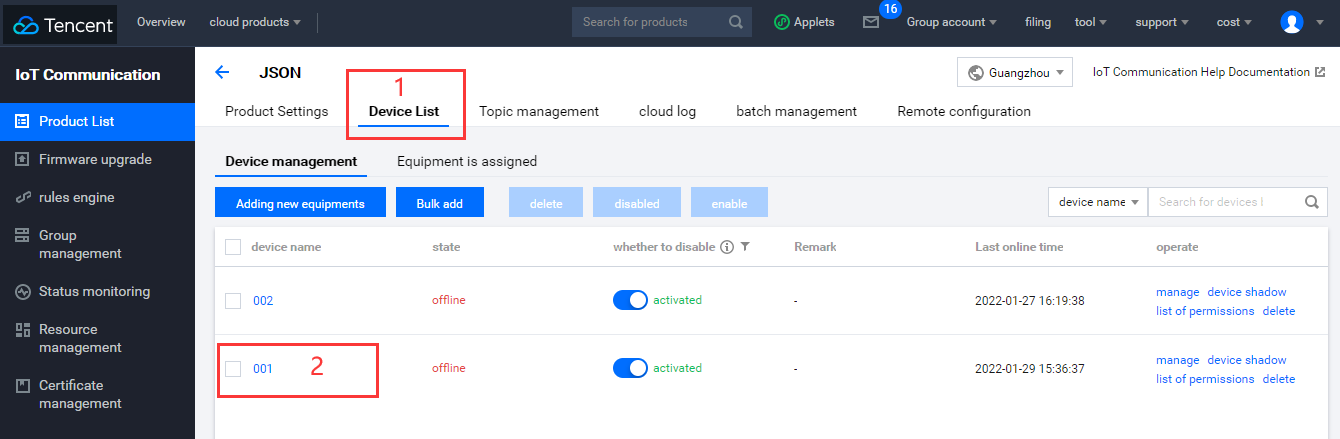 Tencent Overview cloud products Search for products Applets 16 Group account filing tool support cost
IoT Communication
Product List
Firmware upgrade
rules engine
Group
management
Status monitoring
Resource
management
Certificate
management
JSON Guangzhou IoT Communication Help Documentation
1
Product Settings Device List Topic management cloud log batch management Remote configuration
Device management Equipment is assigned
Adding new equipments Bulk add delete disabled enable device name Search for devices l
device name state whether to disable Remark Last online time operate
002 offline activated - 2022-01-27 16:19:38 manage device shadow
list of permissions delete
001 2 offline activated - 2022-01-29 15:36:37 manage device shadow
list of permissions delete